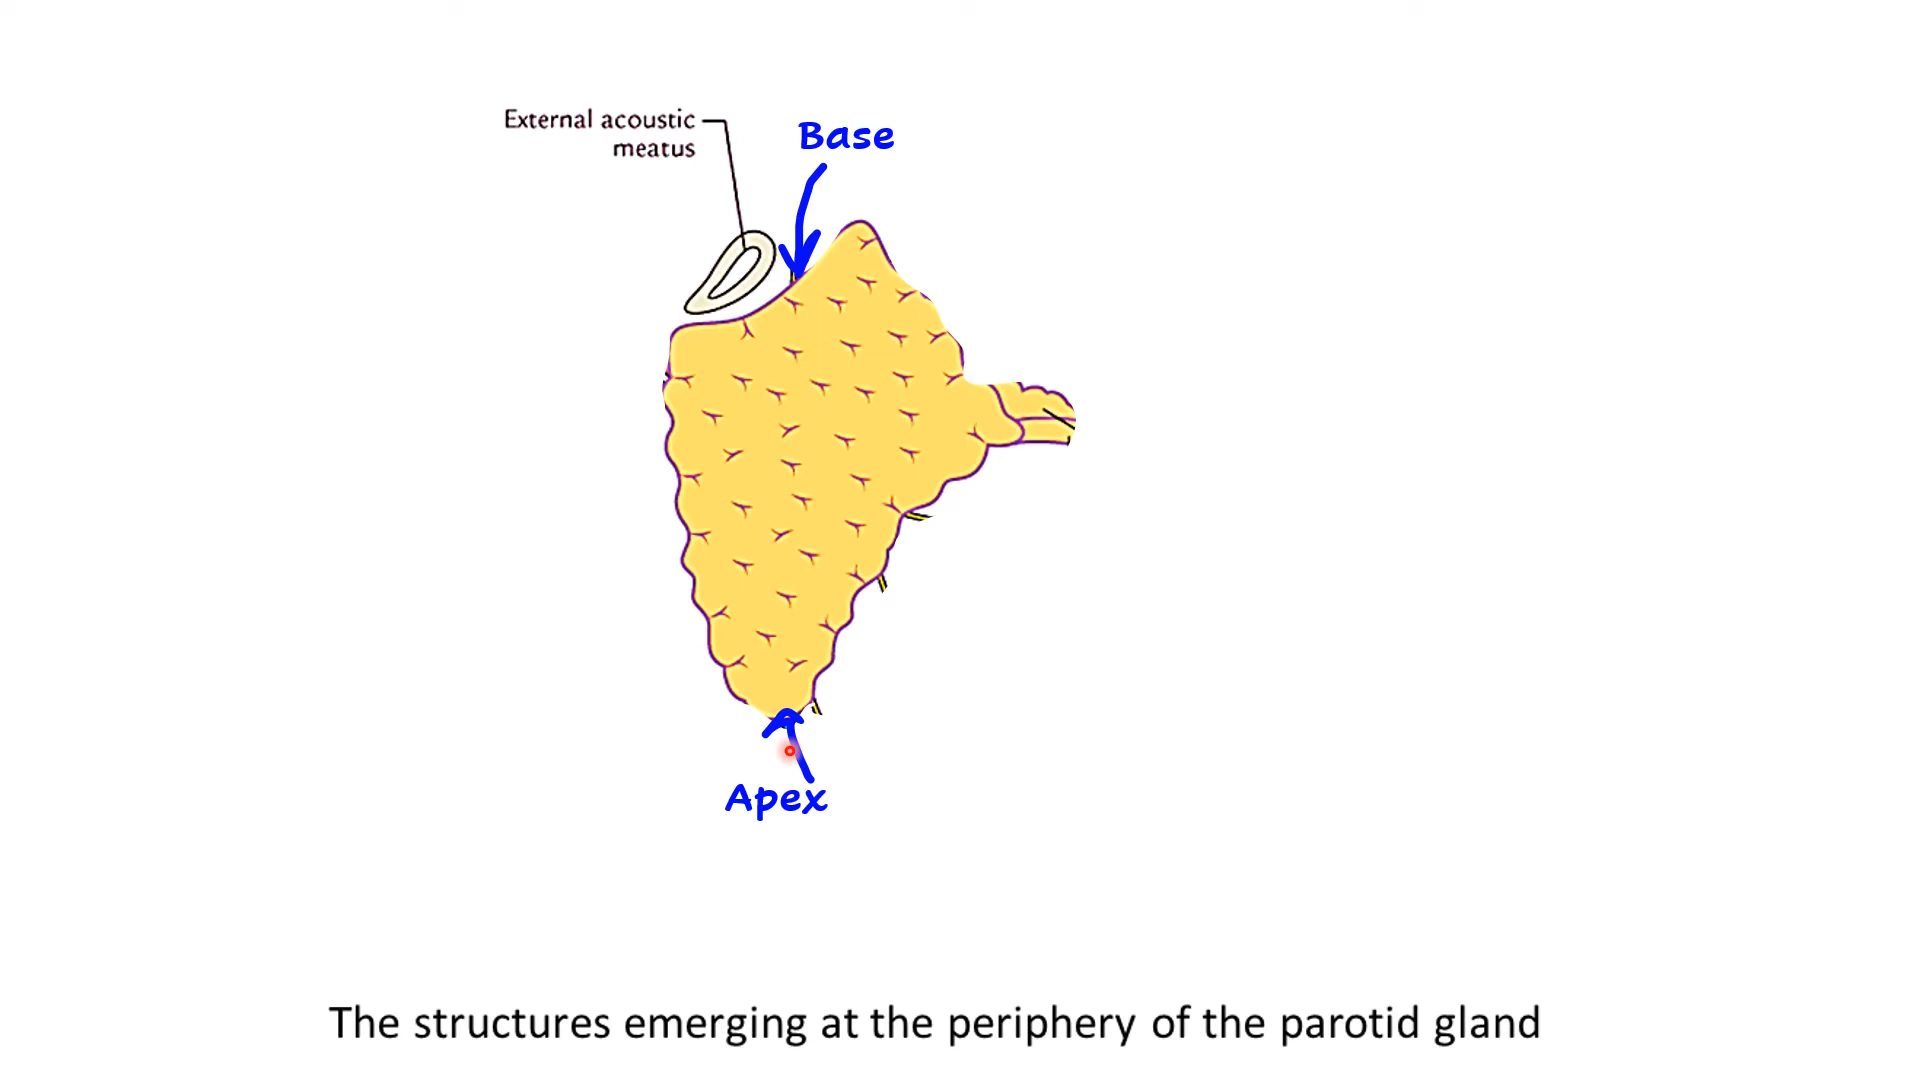 External acoustic
meatus
Base
Apex
The structures emerging at the periphery of the parotid gland